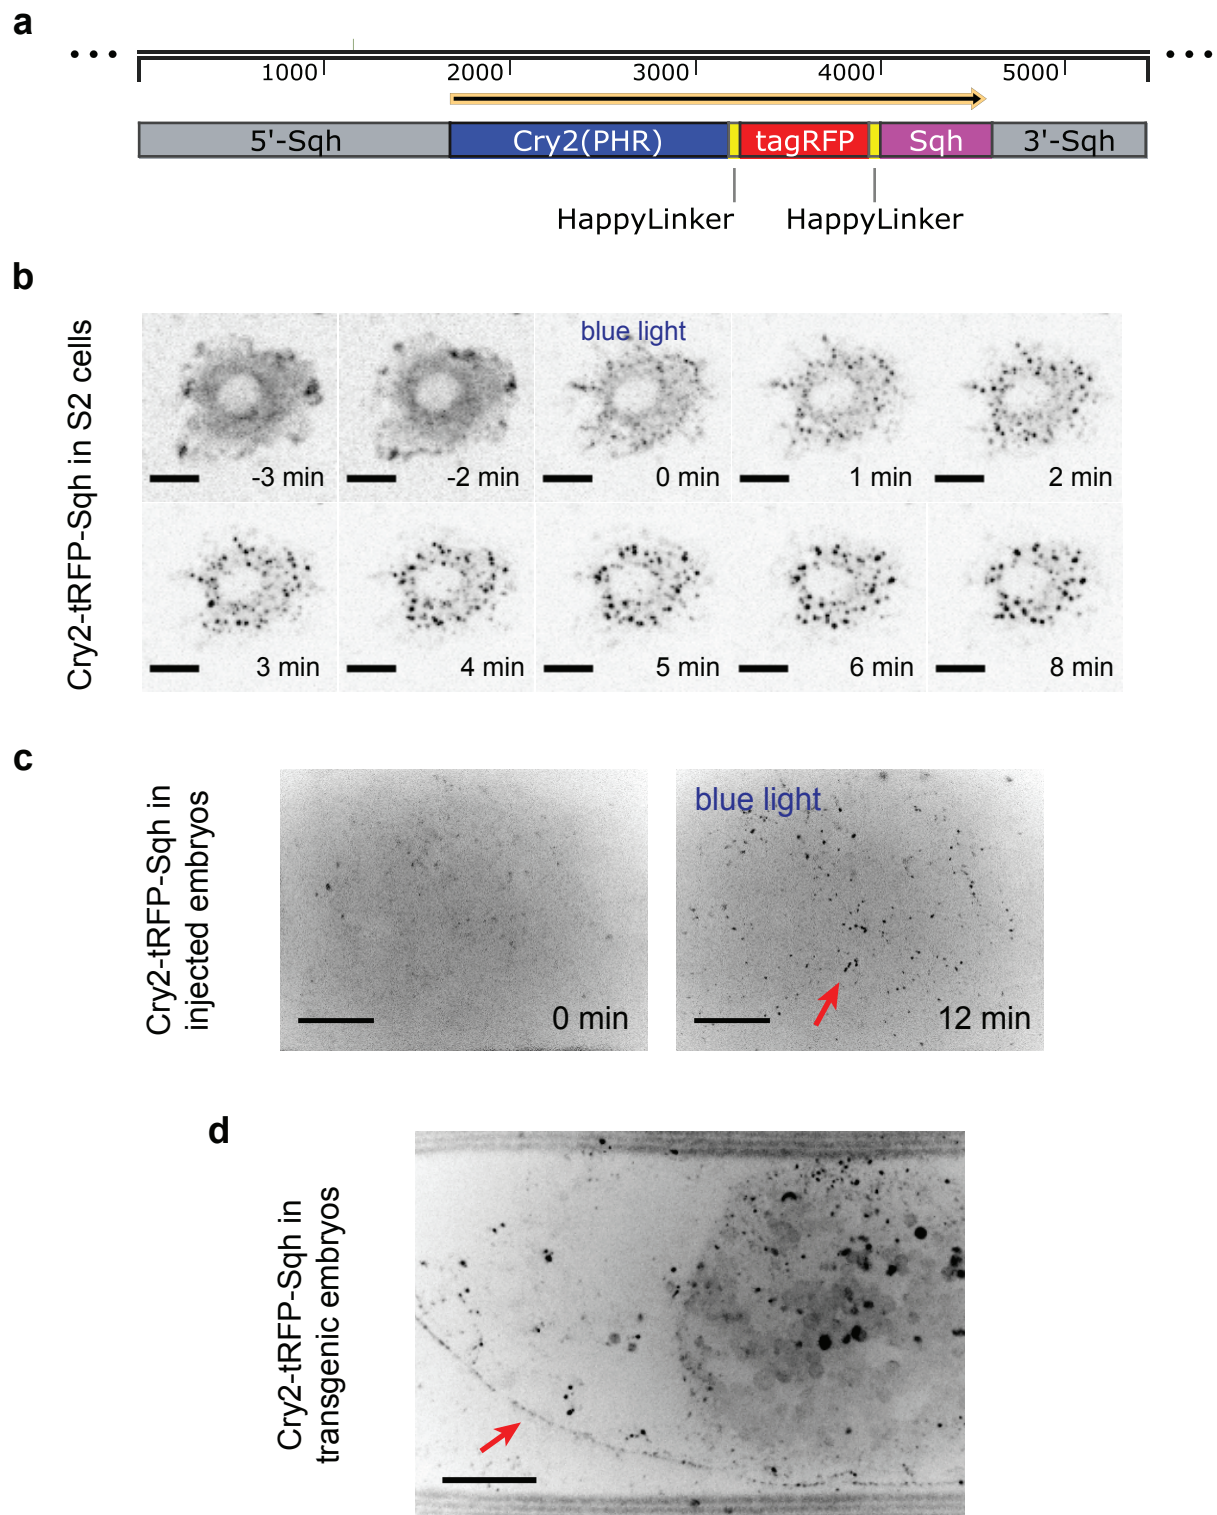 a
... ...
1000 2000 3000 4000 5000
5'-Sqh Cry2(PHR) tagRFP Sqh 3'-Sqh
HappyLinker HappyLinker
b
Cry2-tRFP-Sqh in S2 cells
blue light
-3 min -2 min 0 min 1 min 2 min
3 min 4 min 5 min 6 min 8 min
c
Cry2-tRFP-Sqh in
injected embryos
blue light
0 min 12 min
d
Cry2-tRFP-Sqh in
transgenic embryos